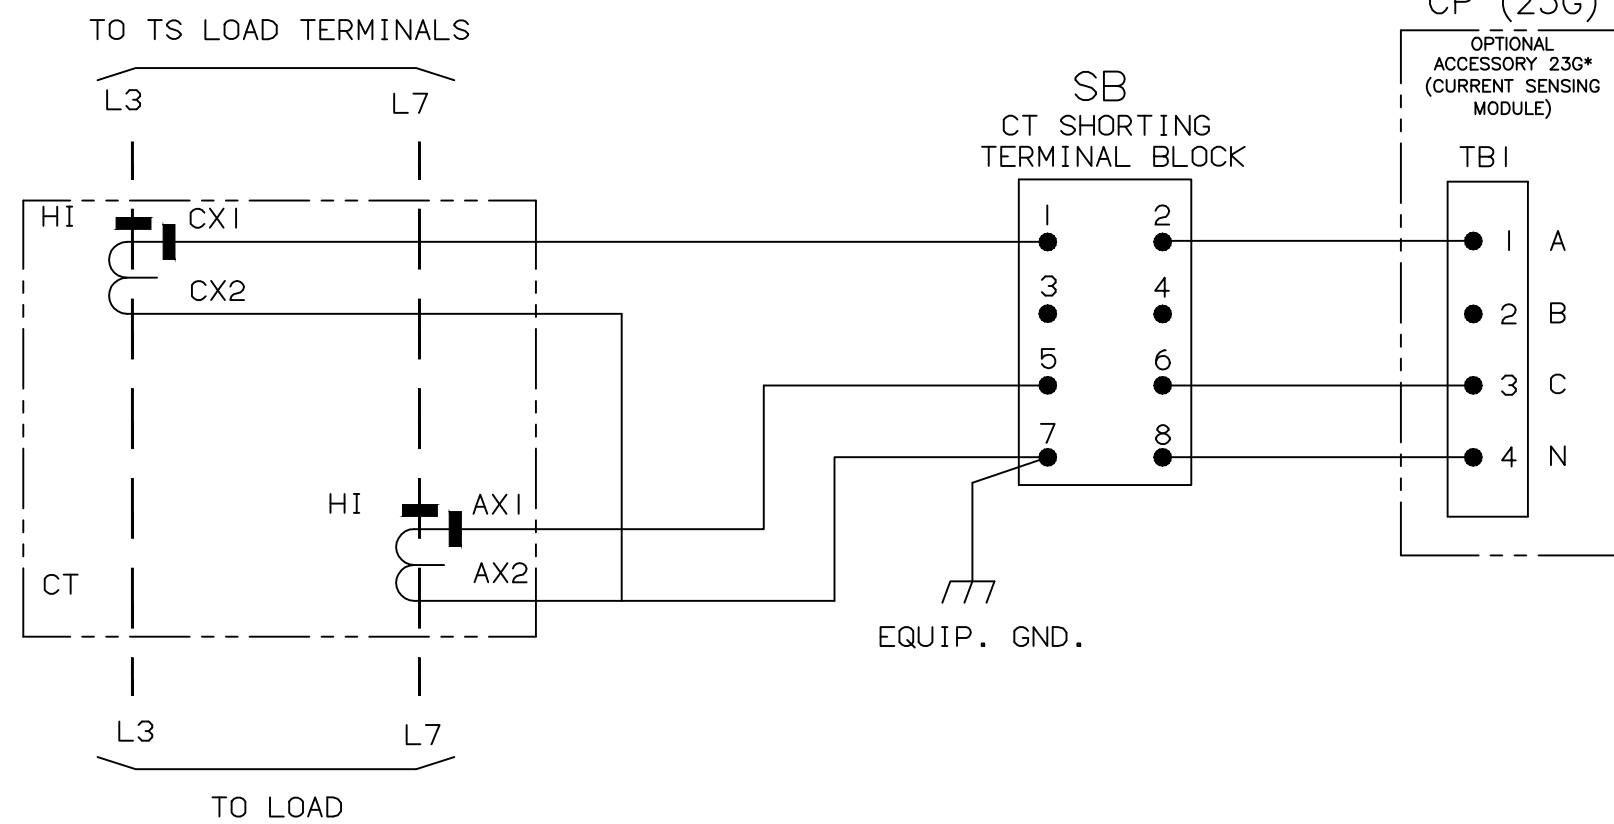 CP (23G)
TO TS LOAD TERMINALS
OPTIONAL
ACCESSORY 23G*
(CURRENT SENSING
MODULE)
L3
L7
SB
CT SHORTING
TERMINAL BLOCK
TB1
HI
CX1
1
2
1
A
CX2
3
4
2
B
5
6
3
C
7
8
4
N
HI
AX1
CT
AX2
EQUIP. GND.
L3
L7
TO LOAD